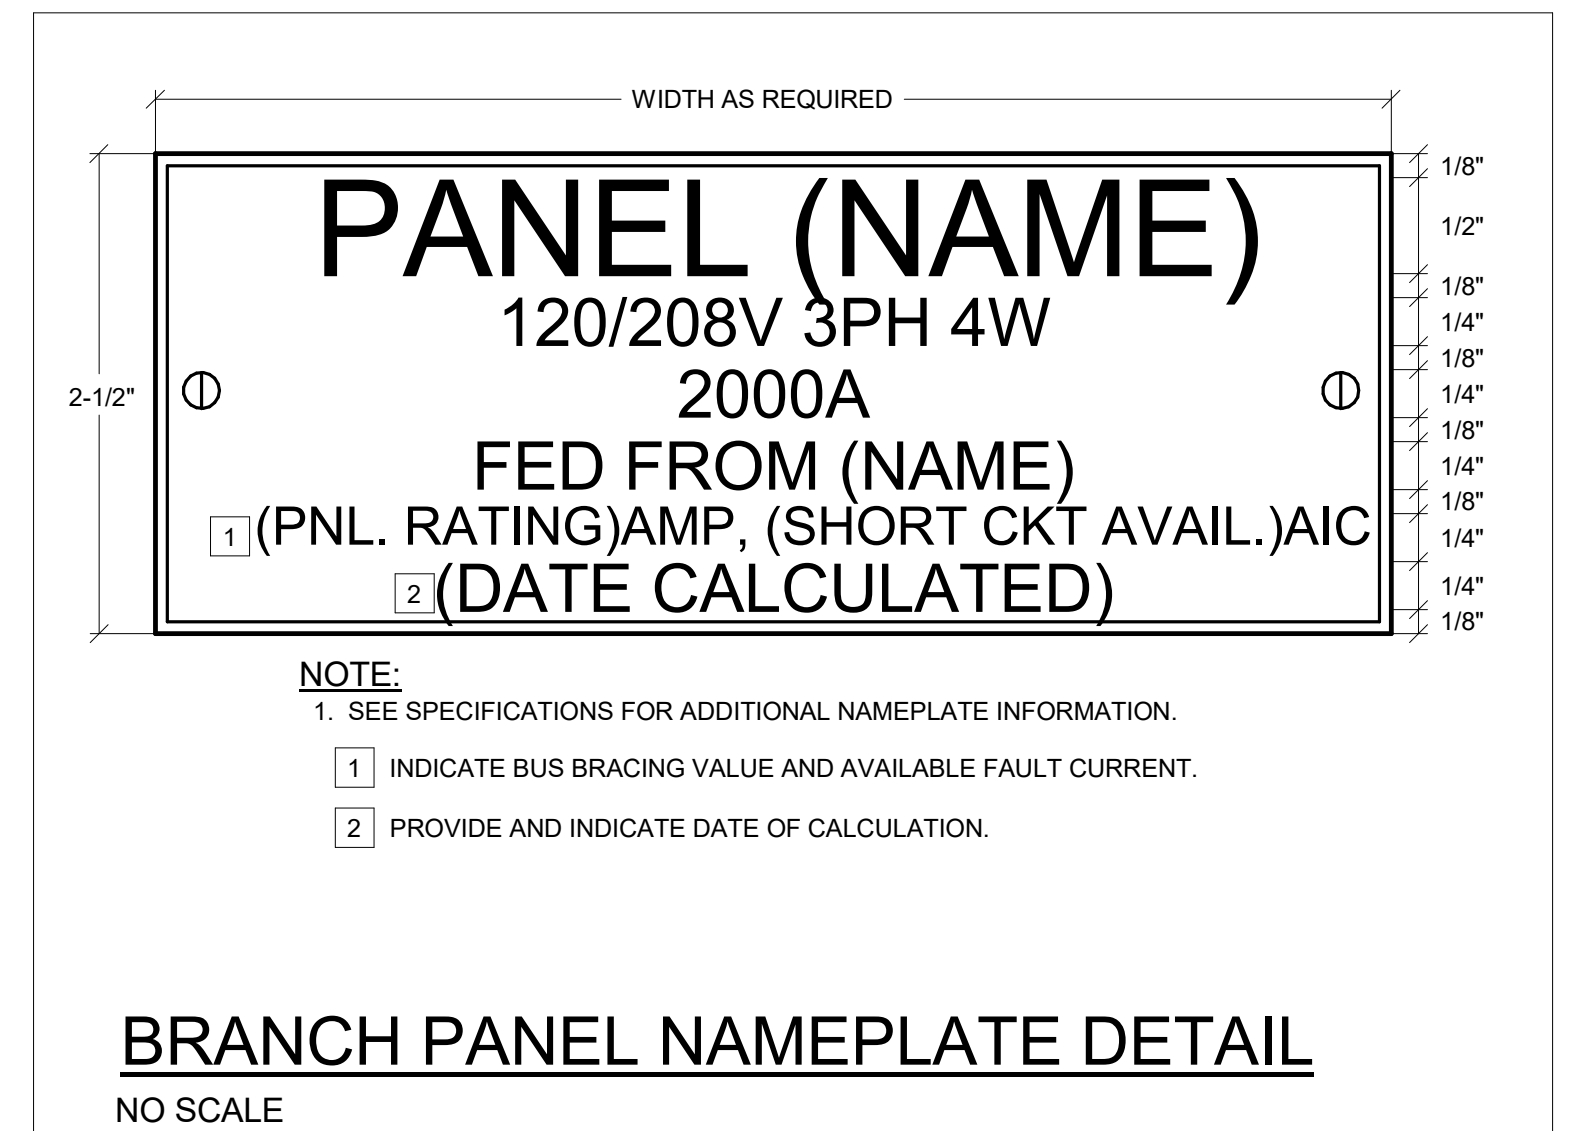 WIDTH AS REQUIRED
2-1/2"
PANEL (NAME)
120/208V 3PH 4W
2000A
FED FROM (NAME)
1 (PNL. RATING)AMP, (SHORT CKT AVAIL.)AIC
2 (DATE CALCULATED)
1/8"
1/2"
1/8"
1/4"
1/8"
1/4"
1/8"
1/4"
1/8"
1/4"
1/4"
1/8"
NOTE:
1. SEE SPECIFICATIONS FOR ADDITIONAL NAMEPLATE INFORMATION.
1 INDICATE BUS BRACING VALUE AND AVAILABLE FAULT CURRENT.
2 PROVIDE AND INDICATE DATE OF CALCULATION.
BRANCH PANEL NAMEPLATE DETAIL
NO SCALE